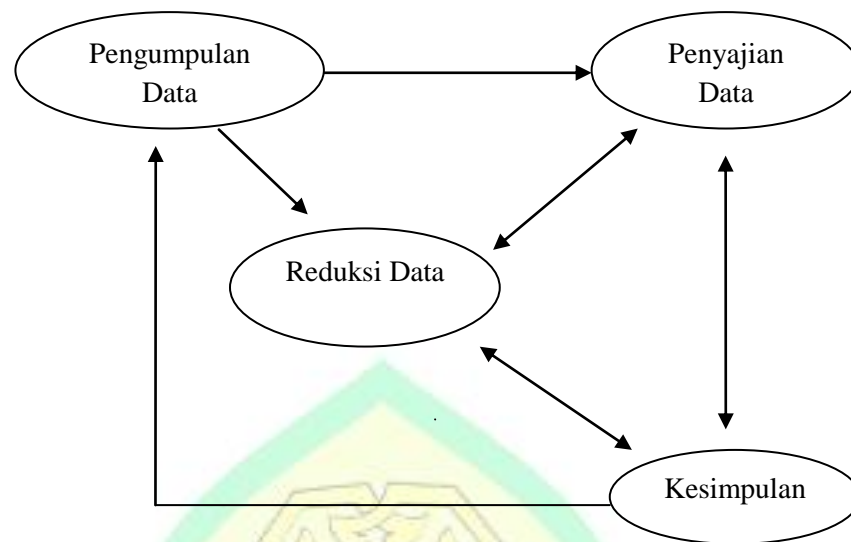 Pengumpulan
Data
Penyajian
Data
Reduksi Data
Kesimpulan